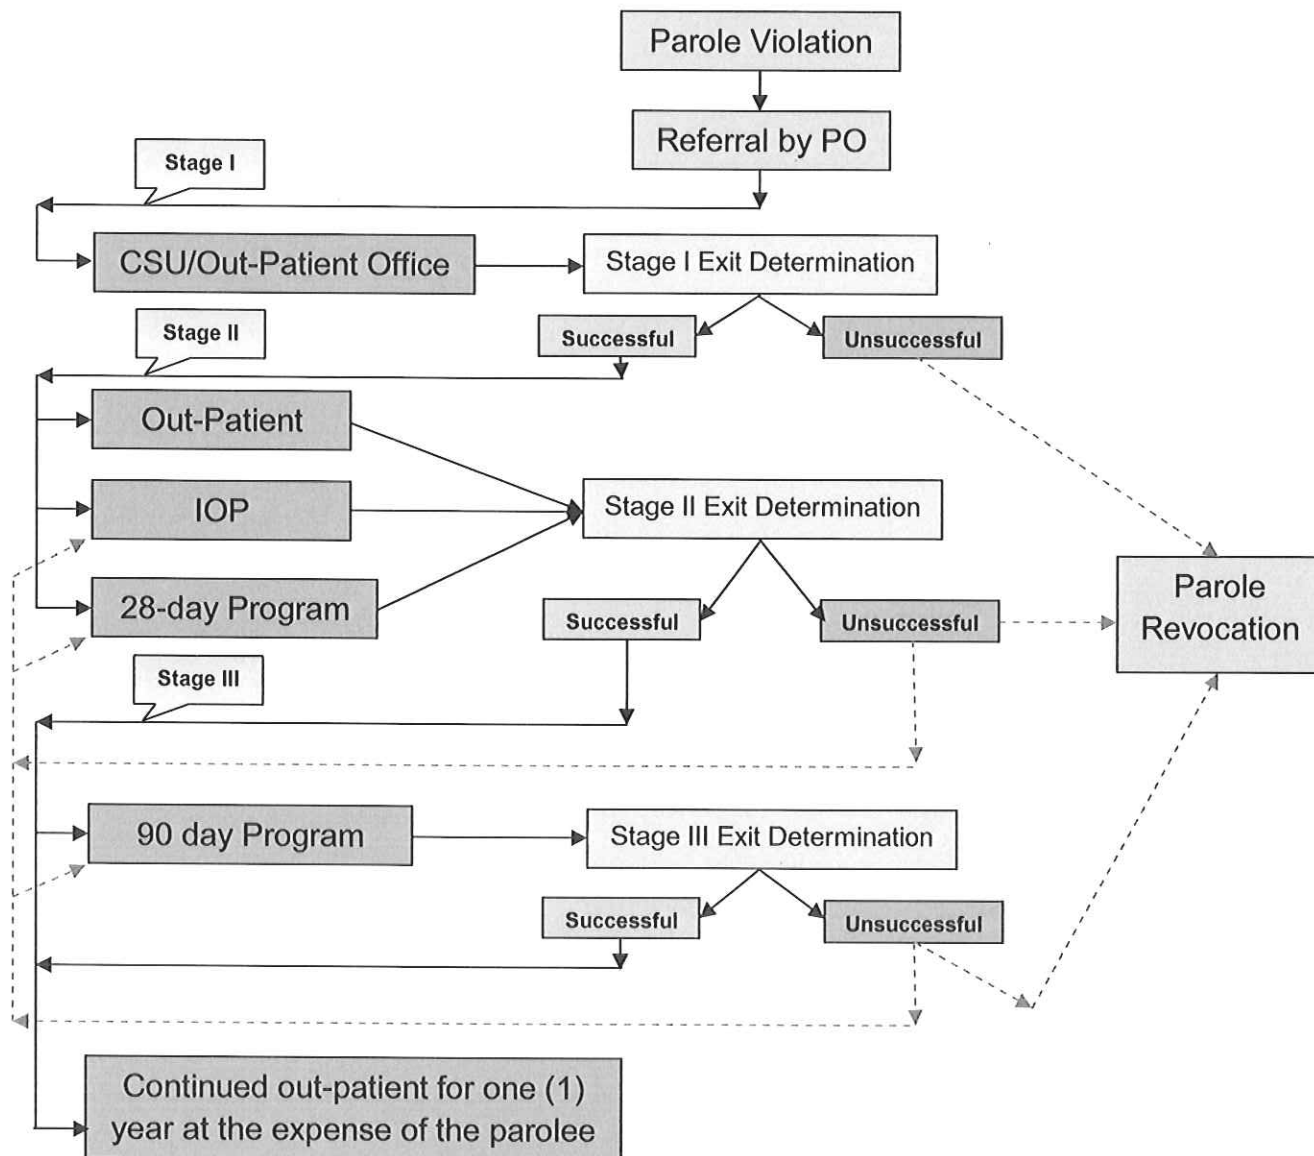 Parole Violation
Referral by PO
Stage I
CSU/Out-Patient Office
Stage I Exit Determination
Successful
Unsuccessful
Stage II
Out-Patient
IOP
Stage II Exit Determination
28-day Program
Successful
Unsuccessful
Parole
Revocation
Stage III
90 day Program
Stage III Exit Determination
Successful
Unsuccessful
Continued out-patient for one (1)
year at the expense of the parolee